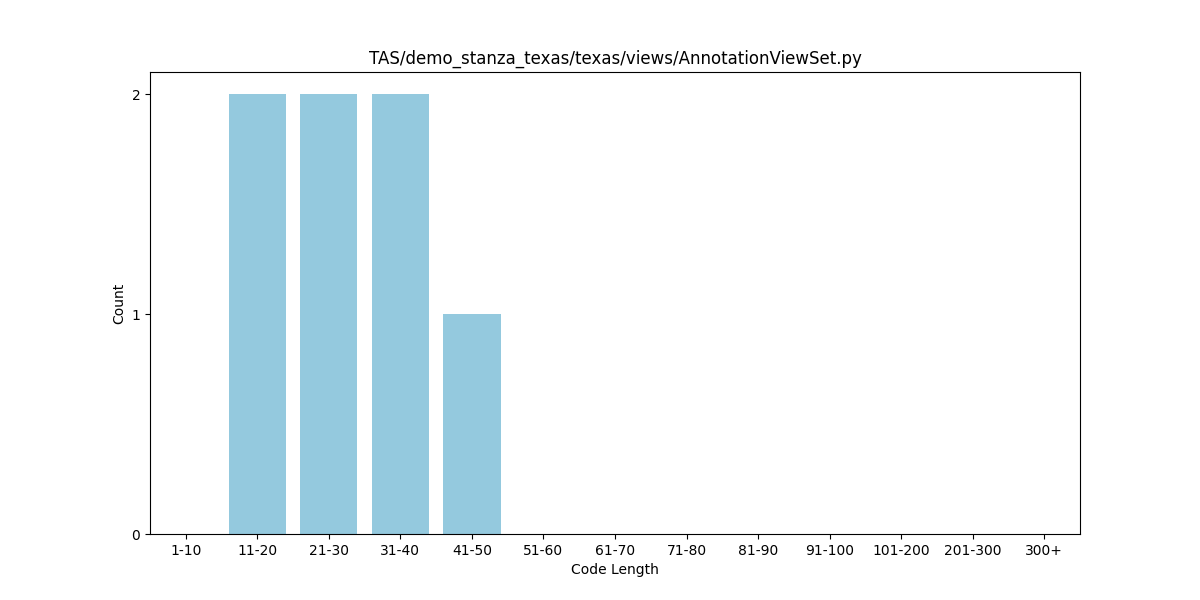 TAS/demo_stanza_texas/texas/views/AnnotationViewSet.py
Count
2
1
0
1-10 11-20 21-30 31-40 41-50 51-60 61-70 71-80 81-90 91-100 101-200 201-300 300+
Code Length